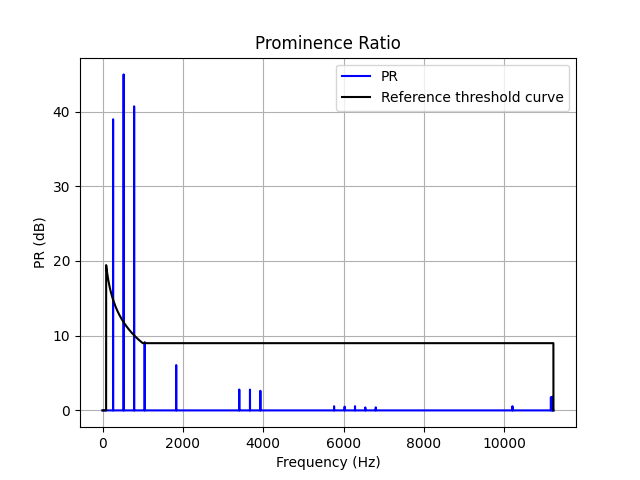 Prominence Ratio
PR
Reference threshold curve
PR (dB)
40
30
20
10
0
0 2000 4000 6000 8000 10000
Frequency (Hz)